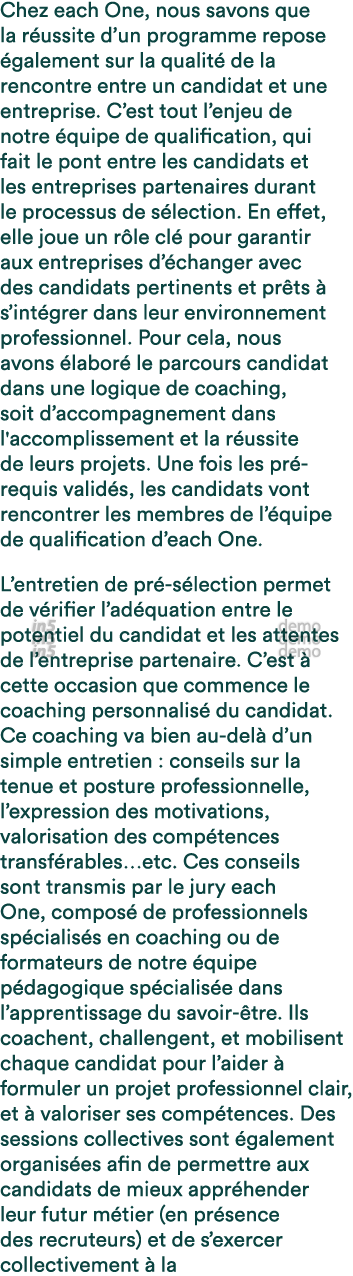 Chez each One, nous savons que
la réussite d’un programme repose
également sur la qualité de la
rencontre entre un candidat et une
entreprise. C’est tout l’enjeu de
notre équipe de qualification, qui
fait le pont entre les candidats et
les entreprises partenaires durant
le processus de sélection. En effet,
elle joue un rôle clé pour garantir
aux entreprises d’échanger avec
des candidats pertinents et prêts à
s’intégrer dans leur environnement
professionnel. Pour cela, nous
avons élaboré le parcours candidat
dans une logique de coaching,
soit d’accompagnement dans
l'accomplissement et la réussite
de leurs projets. Une fois les pré-
requis validés, les candidats vont
rencontrer les membres de l’équipe
de qualification d’each One.
L’entretien de pré-sélection permet
de vérifier l’adéquation entre le
in5 demo
potentiel du candidat et les attentes
in5 demo
de l’entreprise partenaire. C’est à
cette occasion que commence le
coaching personnalisé du candidat.
Ce coaching va bien au-delà d’un
simple entretien : conseils sur la
tenue et posture professionnelle,
l’expression des motivations,
valorisation des compétences
transférables...etc. Ces conseils
sont transmis par le jury each
One, composé de professionnels
spécialisés en coaching ou de
formateurs de notre équipe
pédagogique spécialisée dans
l’apprentissage du savoir-être. Ils
coachent, challengent, et mobilisent
chaque candidat pour l’aider à
formuler un projet professionnel clair,
et à valoriser ses compétences. Des
sessions collectives sont également
organisées afin de permettre aux
candidats de mieux appréhender
leur futur métier (en présence
des recruteurs) et de s’exercer
collectivement à la